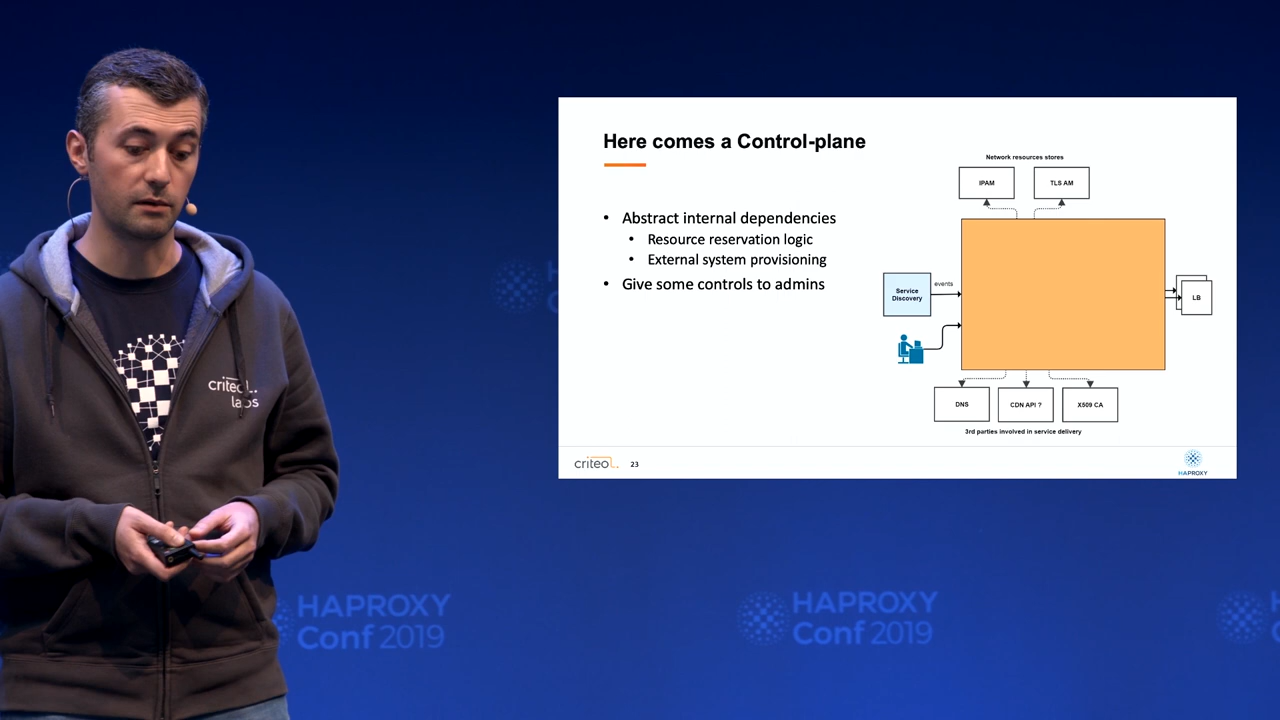 Here comes a Control-plane
• Abstract internal dependencies
• Resource reservation logic
• External system provisioning
• Give some controls to admins
Network resources stores
IPAM
TLS AM
Service
Discovery
events
LB
DNS
CDN API ?
X509 CA
3rd parties involved in service delivery
criteo
23
HAPROXY
criteo
labs
HAPROXY
Conf 2019
HAPROXY
Conf 2019